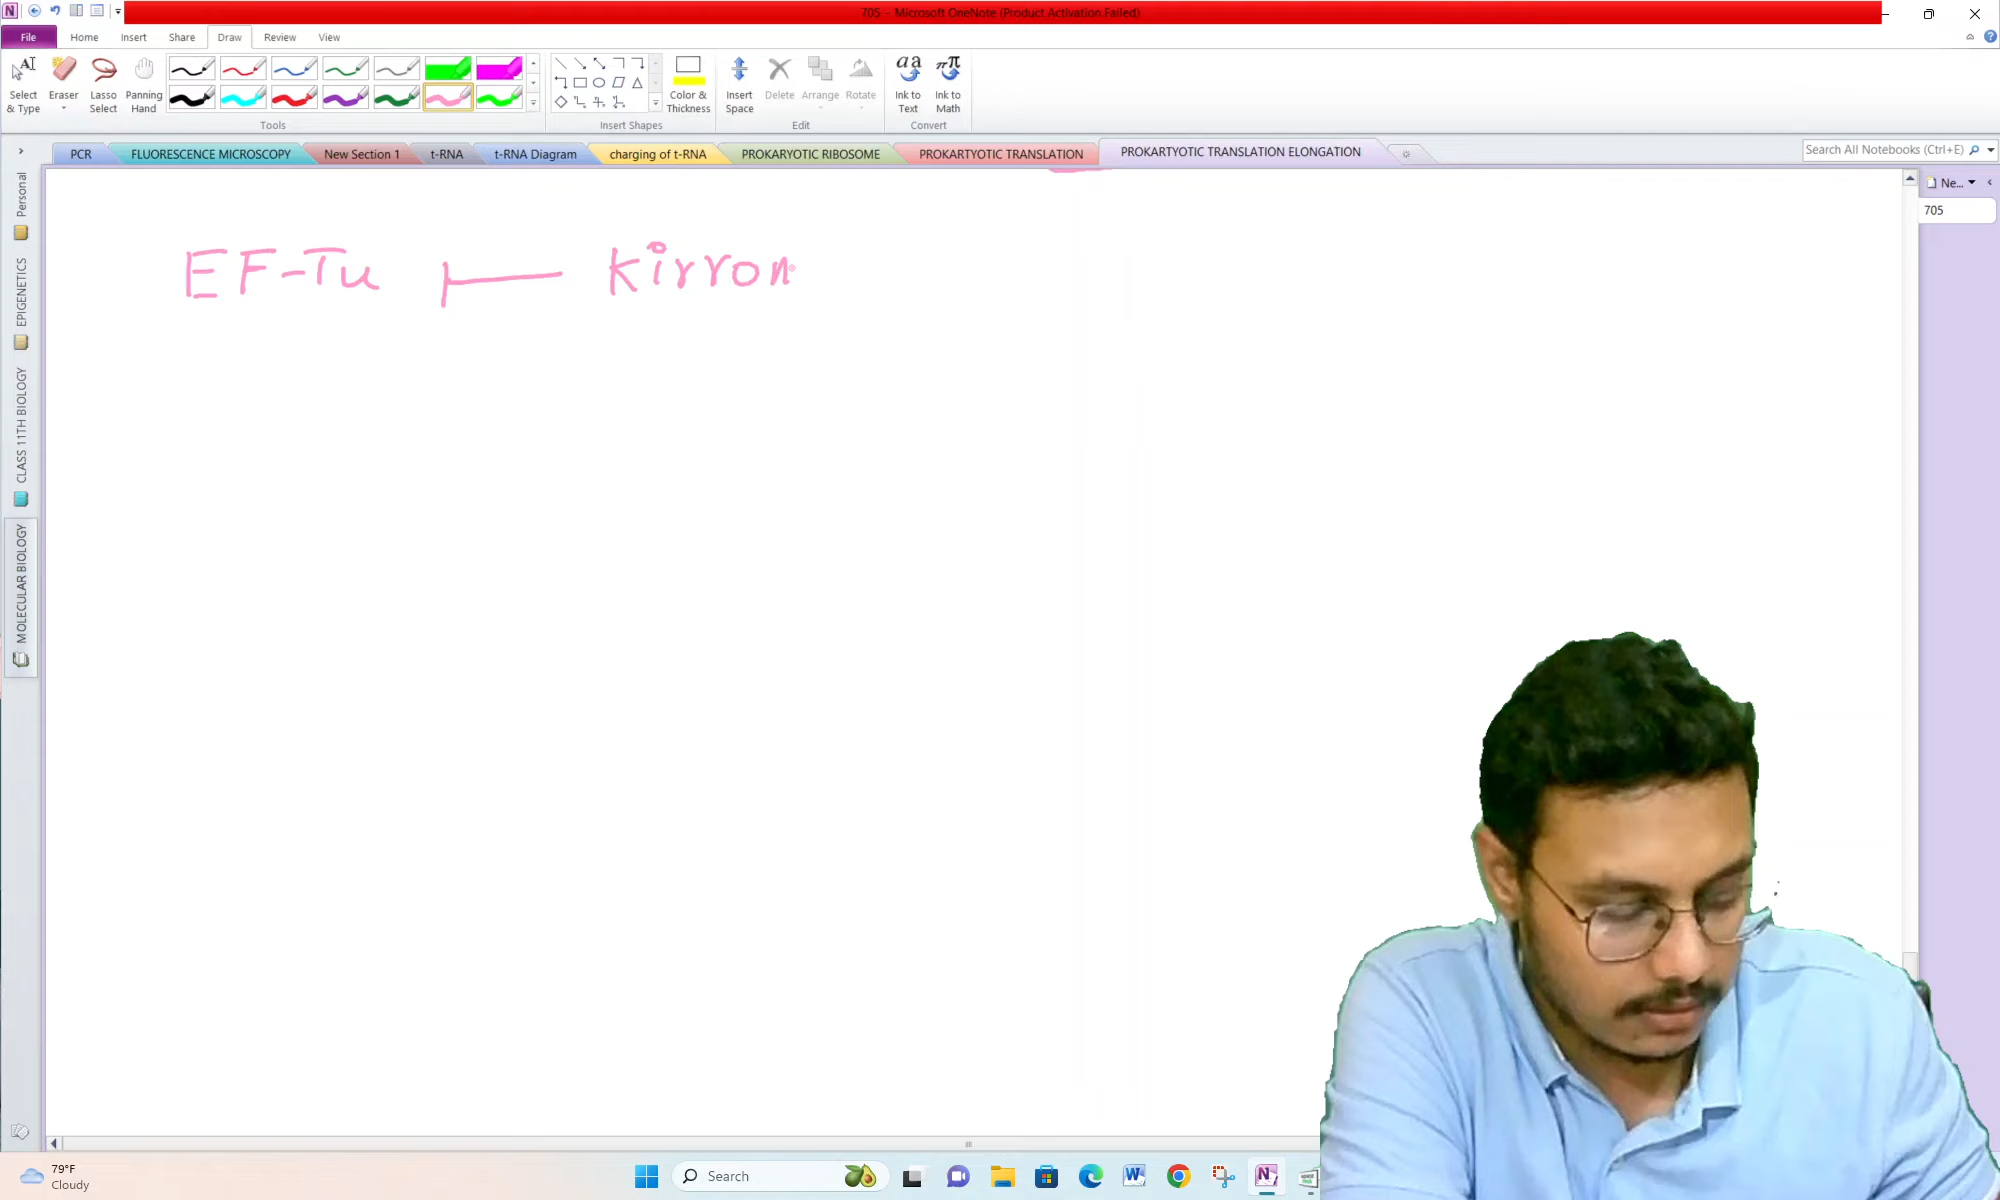 705 - Microsoft OneNote (Product Activation Failed)
File Home Insert Share Draw Review View
Select & Type
Eraser
Lasso Select
Panning Hand
Color & Thickness
Insert Space
Delete
Arrange
Rotate
Ink to Text
Ink to Math
Tools
Insert Shapes
Edit
Convert
PCR FLUORESCENCE MICROSCOPY New Section 1 t-RNA t-RNA Diagram charging of t-RNA PROKARYOTIC RIBOSOME PROKARTYOTIC TRANSLATION PROKARTYOTIC TRANSLATION ELONGATION
Search All Notebooks (Ctrl+E)
Ne...
705
Personal
EPIGENETICS
CLASS 11TH BIOLOGY
MOLECULAR BIOLOGY
EF-Tu Kirrom
79°F
Cloudy
Search